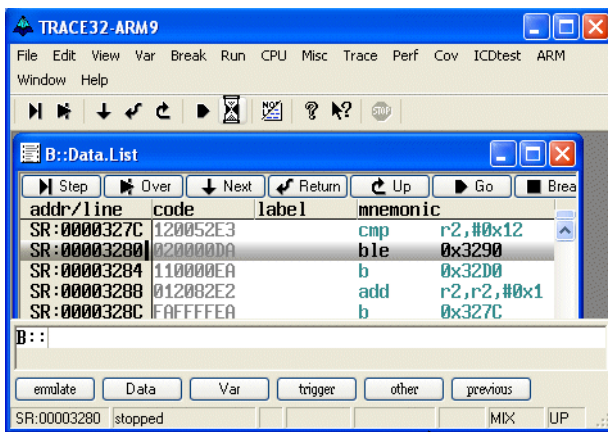 TRACE32-ARM9
File Edit View Var Break Run CPU Misc Trace Perf Cov ICDtest ARM
Window Help
STOP
B::Data.List
Step Over Next Return Up Go Brea
addr/line code label mnemonic
SR:0000327C 120052E3 cmp r2,#0x12
SR:00003280 020000DA ble 0x3290
SR:00003284 110000EA b 0x32D0
SR:00003288 012082E2 add r2,r2,#0x1
SR:0000328C FAFFFFEA b 0x327C
B::
emulate Data Var trigger other previous
SR:00003280 stopped MIX UP